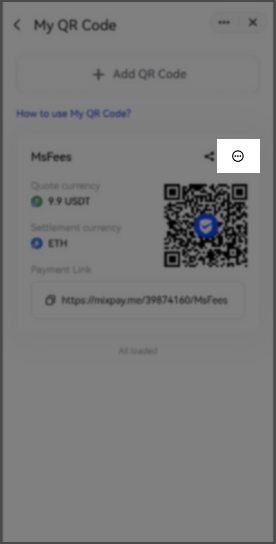 My QR Code
Add QR Code
How to use My QR Code?
MsFees
Quote currency
9.9 USDT
Settlement currency
ETH
Payment Link
https://mixpay.me/39874160/MsFees
All loaded